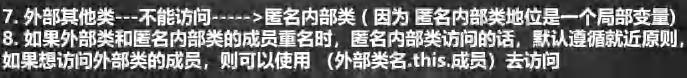 7. 外部其他类---不能访问----->匿名内部类 ( 因为 匿名内部类地位是一个局部变量)
8. 如果外部类和匿名内部类的成员重名时，匿名内部类访问的话，默认遵循就近原则，
如果想访问外部类的成员，则可以使用 （外部类名.this.成员）去访问